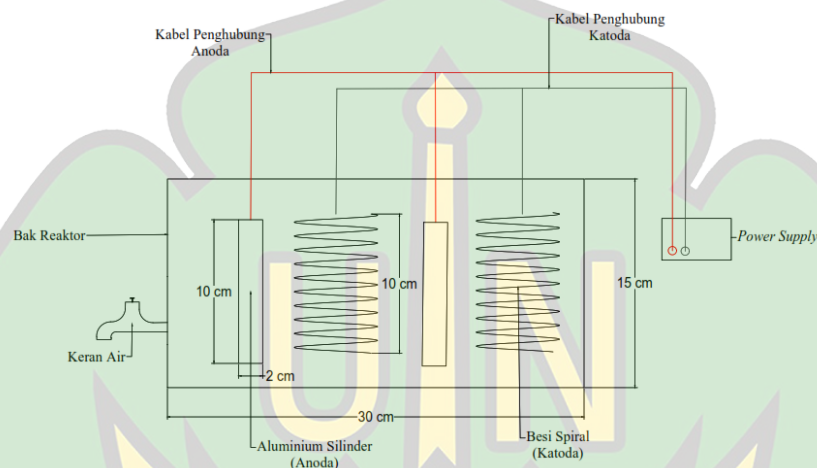 Kabel Penghubung
Anoda
Kabel Penghubung
Katoda
Bak Reaktor
Power Supply
10 cm
10 cm
15 cm
Keran Air
2 cm
30 cm
Aluminium Silinder
(Anoda)
Besi Spiral
(Katoda)
UIN